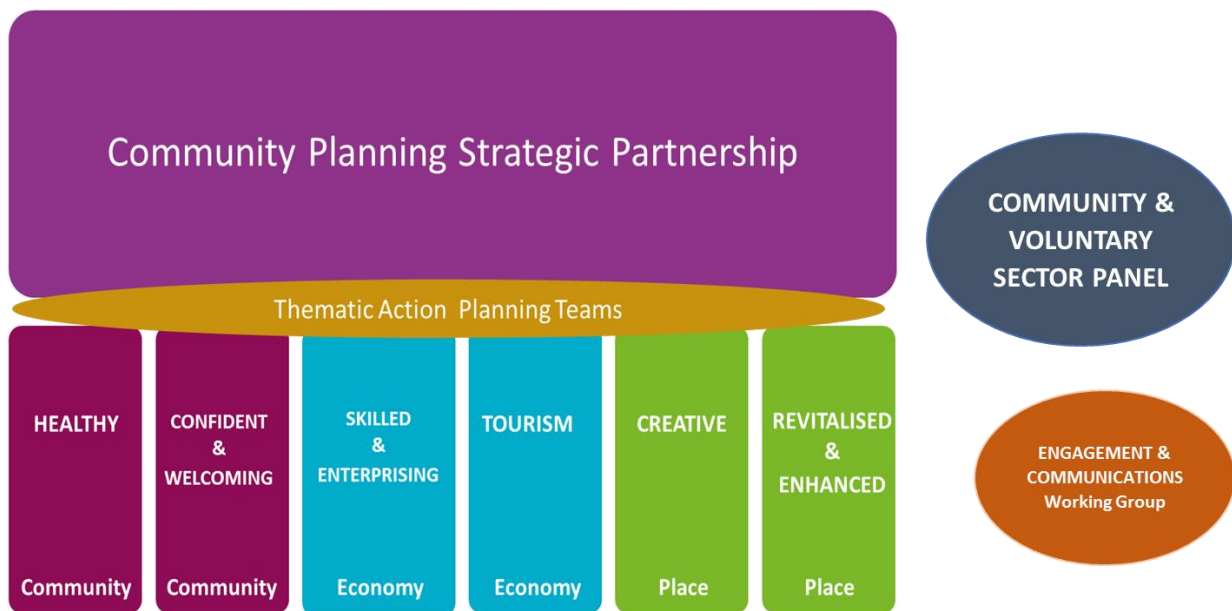 Community Planning Strategic Partnership
Thematic Action Planning Teams
HEALTHY
Community
CONFIDENT
&
WELCOMING
Community
SKILLED
&
ENTERPRISING
Economy
TOURISM
Economy
CREATIVE
Place
REVITALISED
&
ENHANCED
Place
COMMUNITY &
VOLUNTARY
SECTOR PANEL
ENGAGEMENT &
COMMUNICATIONS
Working Group